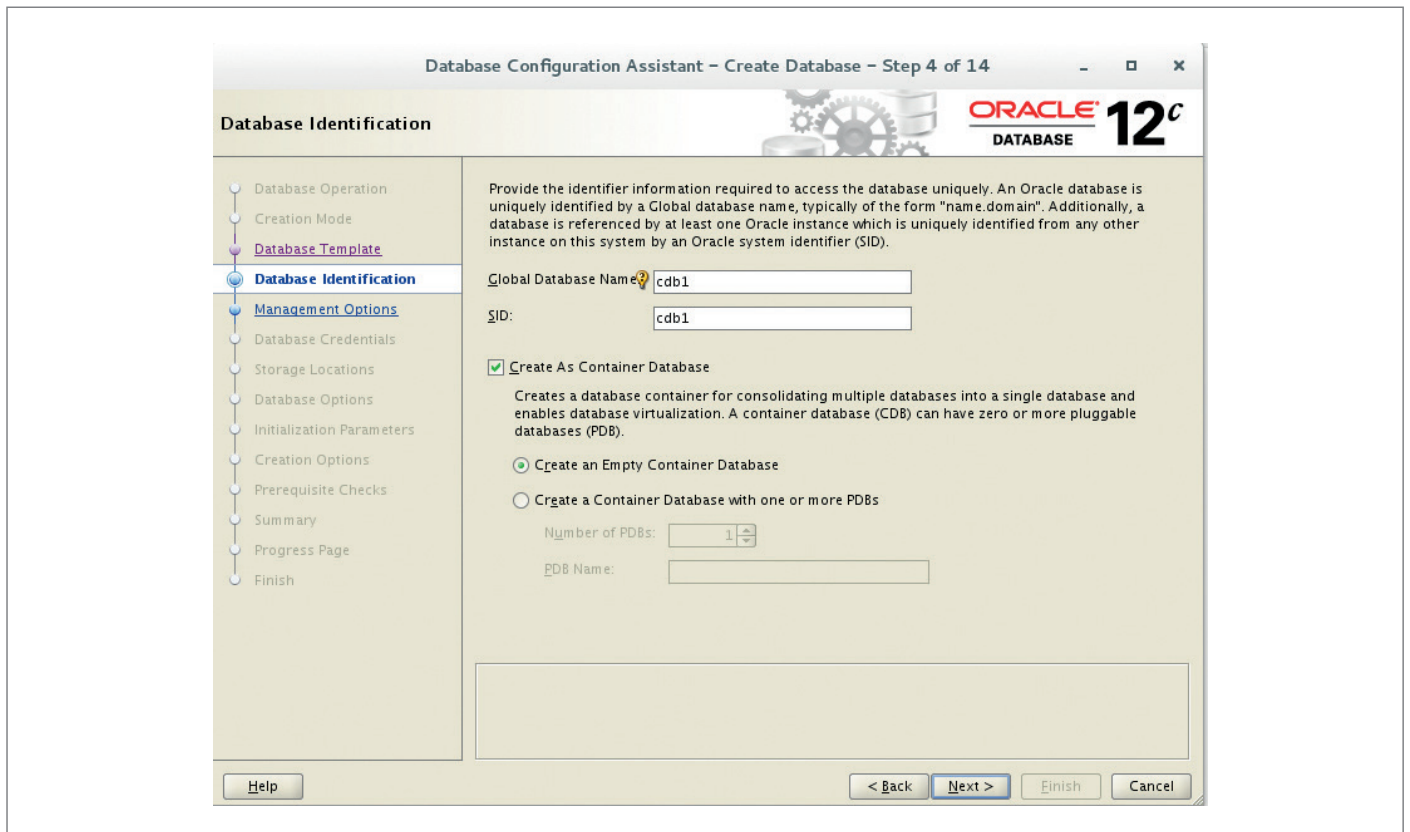 Database Configuration Assistant - Create Database - Step 4 of 14
Database Identification
ORACLE
DATABASE
12c
Database Operation
Creation Mode
Database Template
Database Identification
Management Options
Database Credentials
Storage Locations
Database Options
Initialization Parameters
Creation Options
Prerequisite Checks
Summary
Progress Page
Finish
Provide the identifier information required to access the database uniquely. An Oracle database is
uniquely identified by a Global database name, typically of the form "name.domain". Additionally, a
database is referenced by at least one Oracle instance which is uniquely identified from any other
instance on this system by an Oracle system identifier (SID).
Global Database Name cdb1
SID: cdb1
Create As Container Database
Creates a database container for consolidating multiple databases into a single database and
enables database virtualization. A container database (CDB) can have zero or more pluggable
databases (PDB).
Create an Empty Container Database
Create a Container Database with one or more PDBs
Number of PDBs: 1
PDB Name:
Help
< Back
Next >
Finish
Cancel